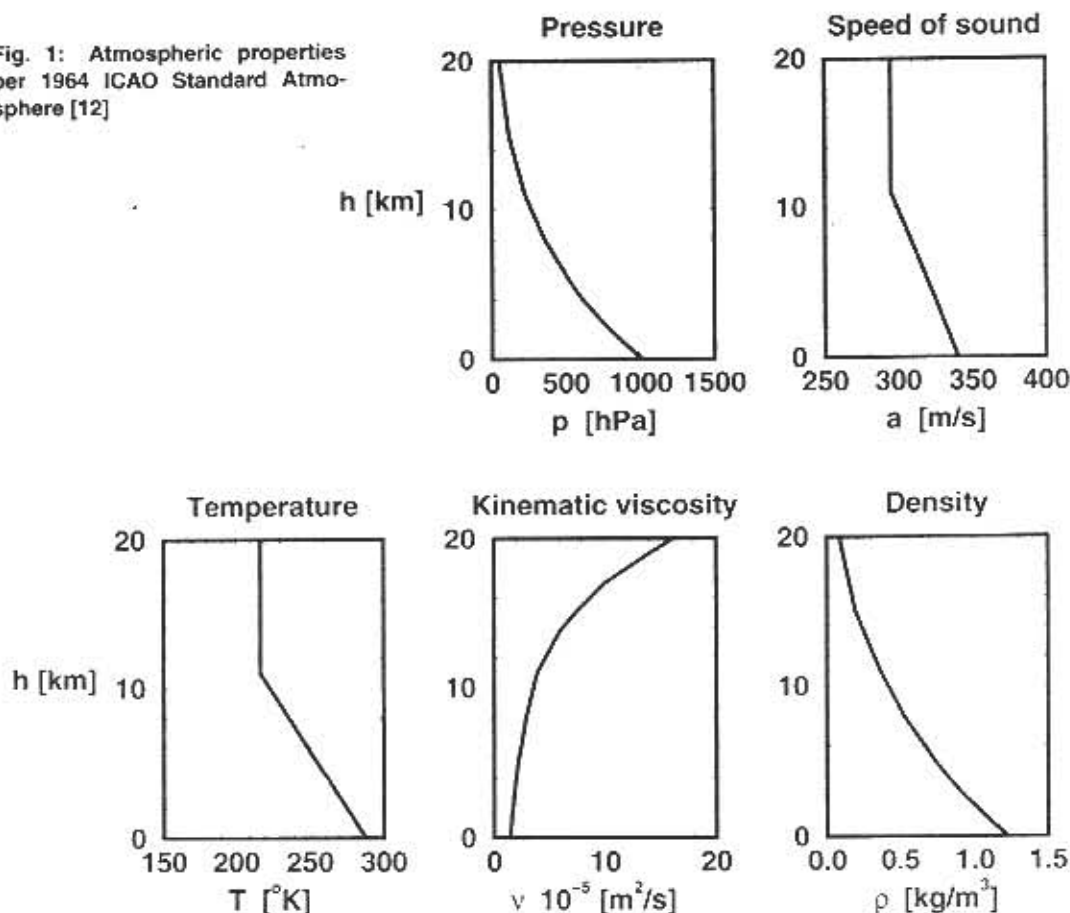 Fig. 1: Atmospheric properties
per 1964 ICAO Standard Atmo-
sphere [12]
Pressure
20
h [km]
10
0
0 500 1000 1500
p [hPa]
Speed of sound
20
10
0
250 300 350 400
a [m/s]
Temperature
20
h [km]
10
0
150 200 250 300
T [°K]
Kinematic viscosity
20
10
0
0 10 20
ν 10⁻⁵ [m²/s]
Density
20
10
0
0.0 0.5 1.0 1.5
ρ [kg/m³]